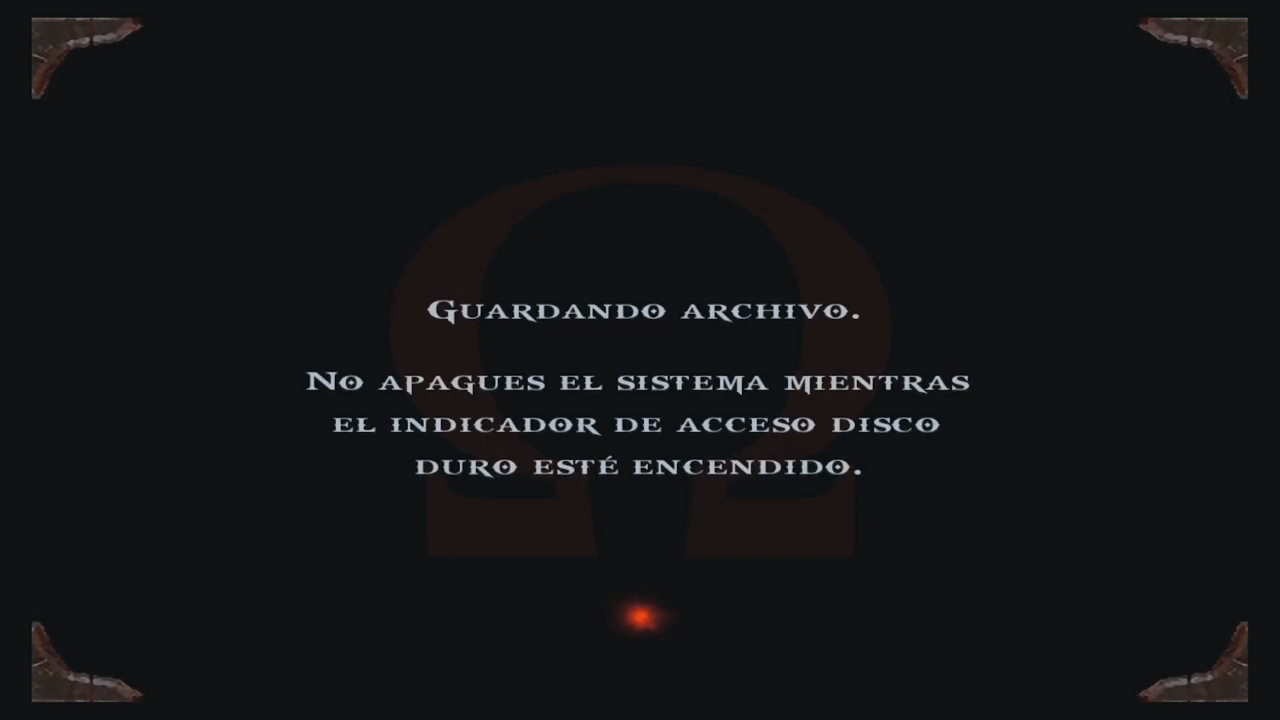 Guardando archivo.
No apagues el sistema mientras
el indicador de acceso disco
duro esté encendido.